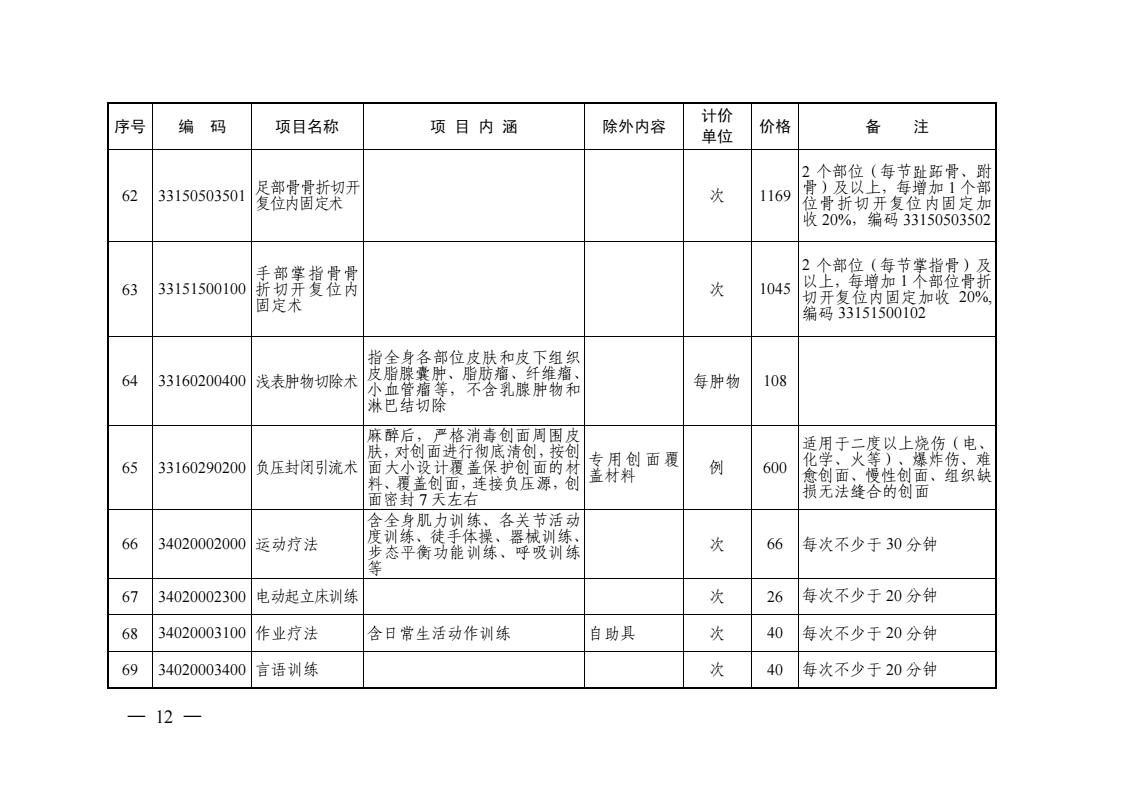 序号 编 码 项目名称 项 目 内 涵 除外内容 计价 单位 价格 备 注
62 33150503501
足部骨骨折切开
复位内固定术
次 1169
2 个部位（每节趾跖骨、跗
骨）及以上，每增加 1 个部
位骨折切开复位内固定加
收 20%，编码 33150503502
63 33151500100
手部掌指骨骨
折切开复位内
固定术
次 1045
2 个部位（每节掌指骨）及
以上，每增加 1 个部位骨折
切开复位内固定加收 20%,
编码 33151500102
64 33160200400 浅表肿物切除术
指全身各部位皮肤和皮下组织
皮脂腺囊肿、脂肪瘤、纤维瘤、
小血管瘤等，不含乳腺肿物和
淋巴结切除
每肿物 108
65 33160290200 负压封闭引流术
麻醉后，严格消毒创面周围皮
肤，对创面进行彻底清创，按创
面大小设计覆盖保护创面的材
料、覆盖创面，连接负压源，创
面密封 7 天左右
专用创面覆
盖材料
例 600
适用于二度以上烧伤（电、
化学、火等）、爆炸伤、难
愈创面、慢性创面、组织缺
损无法缝合的创面
66 34020002000 运动疗法
含全身肌力训练、各关节活动
度训练、徒手体操、器械训练、
步态平衡功能训练、呼吸训练
等
次 66 每次不少于 30 分钟
67 34020002300 电动起立床训练 次 26 每次不少于 20 分钟
68 34020003100 作业疗法 含日常生活动作训练 自助具 次 40 每次不少于 20 分钟
69 34020003400 言语训练 次 40 每次不少于 20 分钟
— 12 —